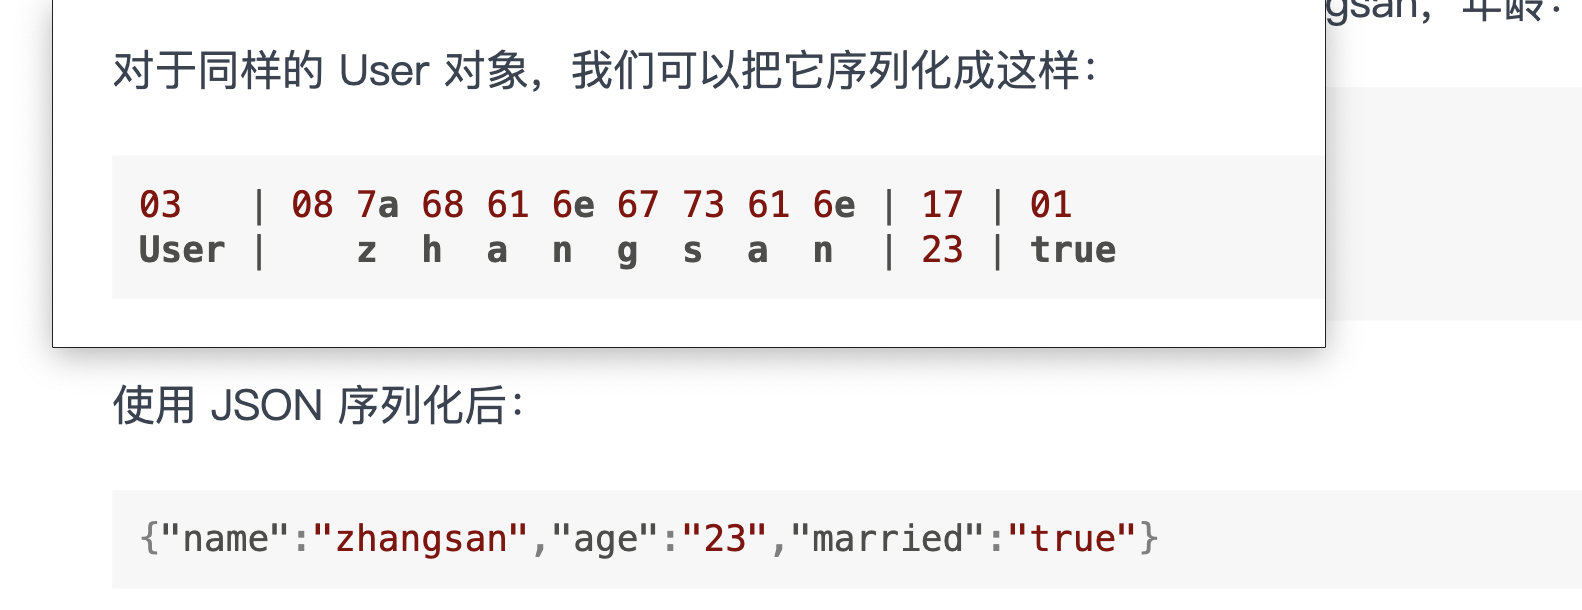 gsan，年龄：
对于同样的 User 对象，我们可以把它序列化成这样：
03   | 08 7a 68 61 6e 67 73 61 6e | 17 | 01
User |    z  h  a  n  g  s  a  n  | 23 | true
使用 JSON 序列化后：
{"name":"zhangsan","age":"23","married":"true"}